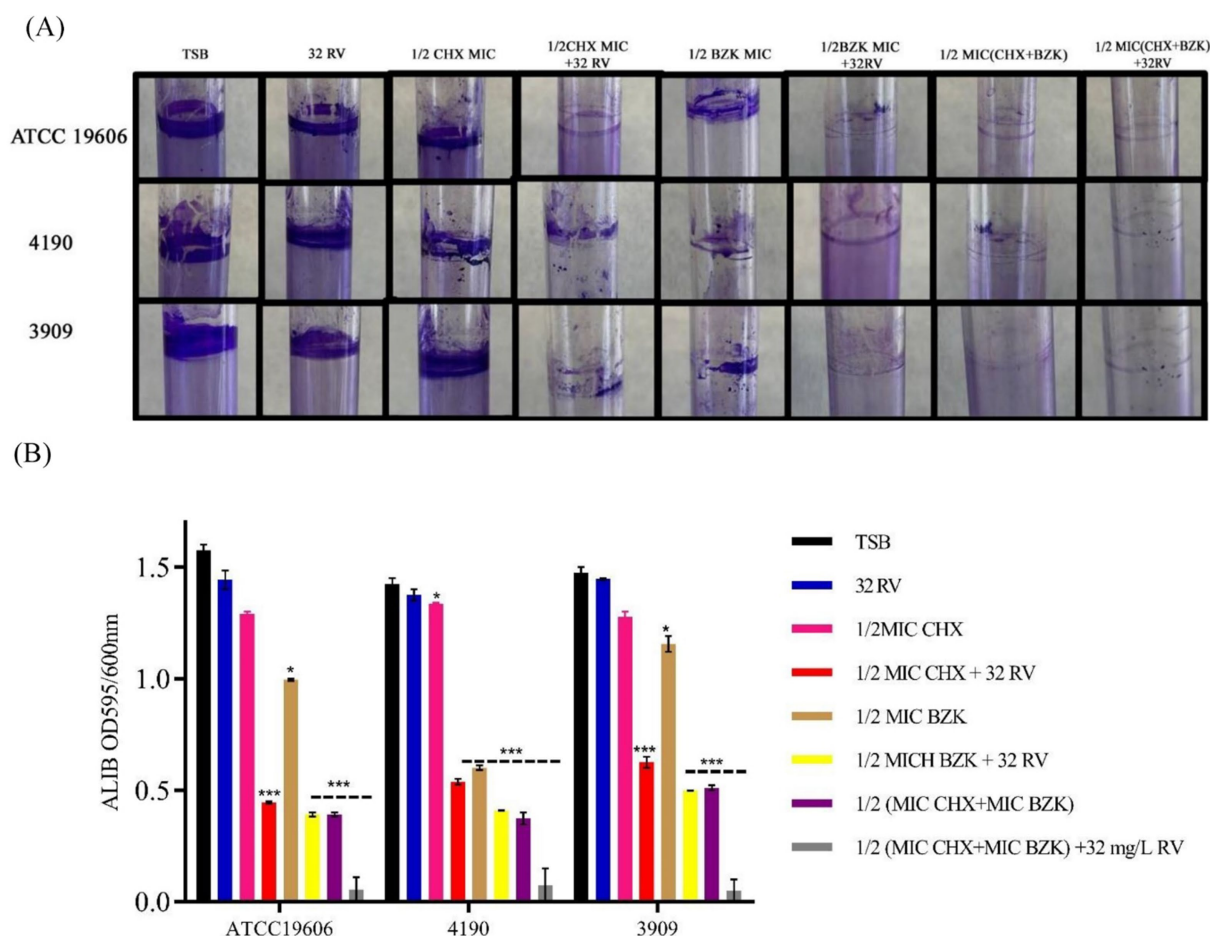 (A)
TSB
32 RV
1/2 CHX MIC
1/2CHX MIC
+32 RV
1/2 BZK MIC
1/2BZK MIC
+32RV
1/2 MIC(CHX+BZK)
1/2 MIC(CHX+BZK)
+32RV
ATCC 19606
4190
3909
(B)
ALIB OD595/600nm
1.5
1.0
0.5
0.0
***
*
***
*
***
***
*
***
ATCC19606
4190
3909
TSB
32 RV
1/2MIC CHX
1/2 MIC CHX + 32 RV
1/2 MIC BZK
1/2 MICH BZK + 32 RV
1/2 (MIC CHX+MIC BZK)
1/2 (MIC CHX+MIC BZK) +32 mg/L RV